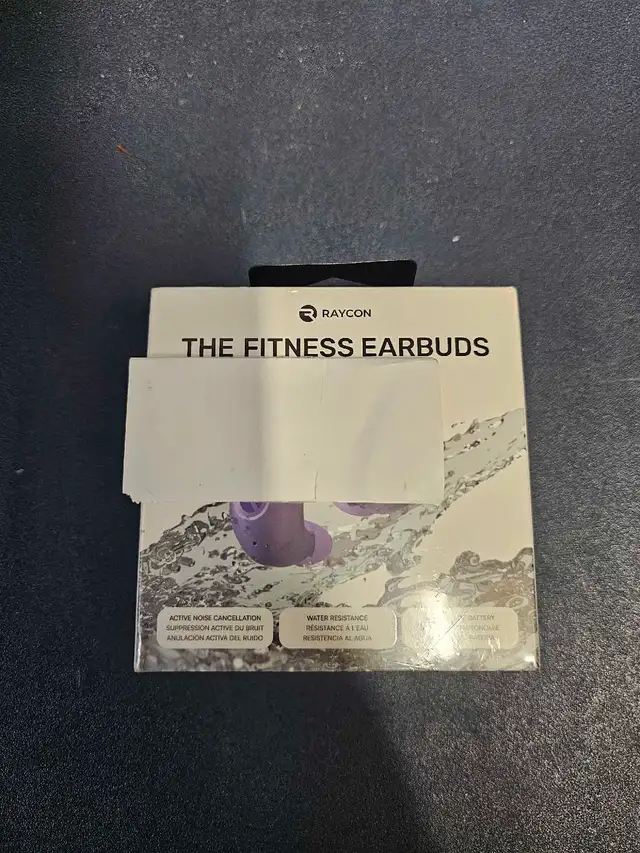 RAYCON
THE FITNESS EARBUDS
ACTIVE NOISE CANCELLATION
SUPPRESSION ACTIVE DU BRUIT
ANULACIÓN ACTIVA DEL RUIDO
WATER RESISTANCE
RÉSISTANCE À L'EAU
RESISTENCIA AL AGUA
BATTERY